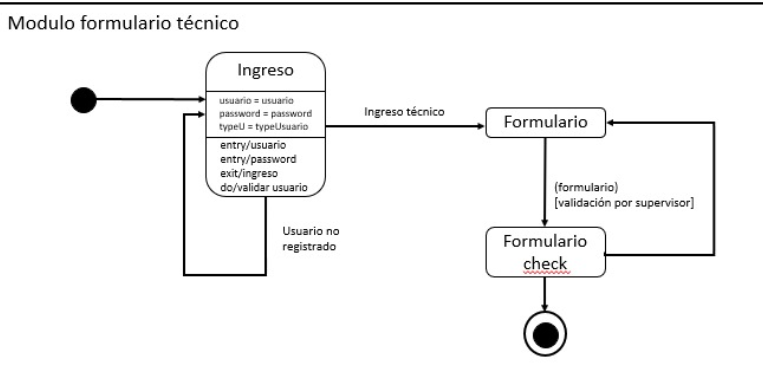 Modulo formulario técnico
Ingreso
usuario = usuario
password = password
typeU = typeUsuario
entry/usuario
entry/password
exit/ingreso
do/validar usuario
Ingreso técnico
Formulario
(formulario)
[validación por supervisor]
Usuario no
registrado
Formulario
check